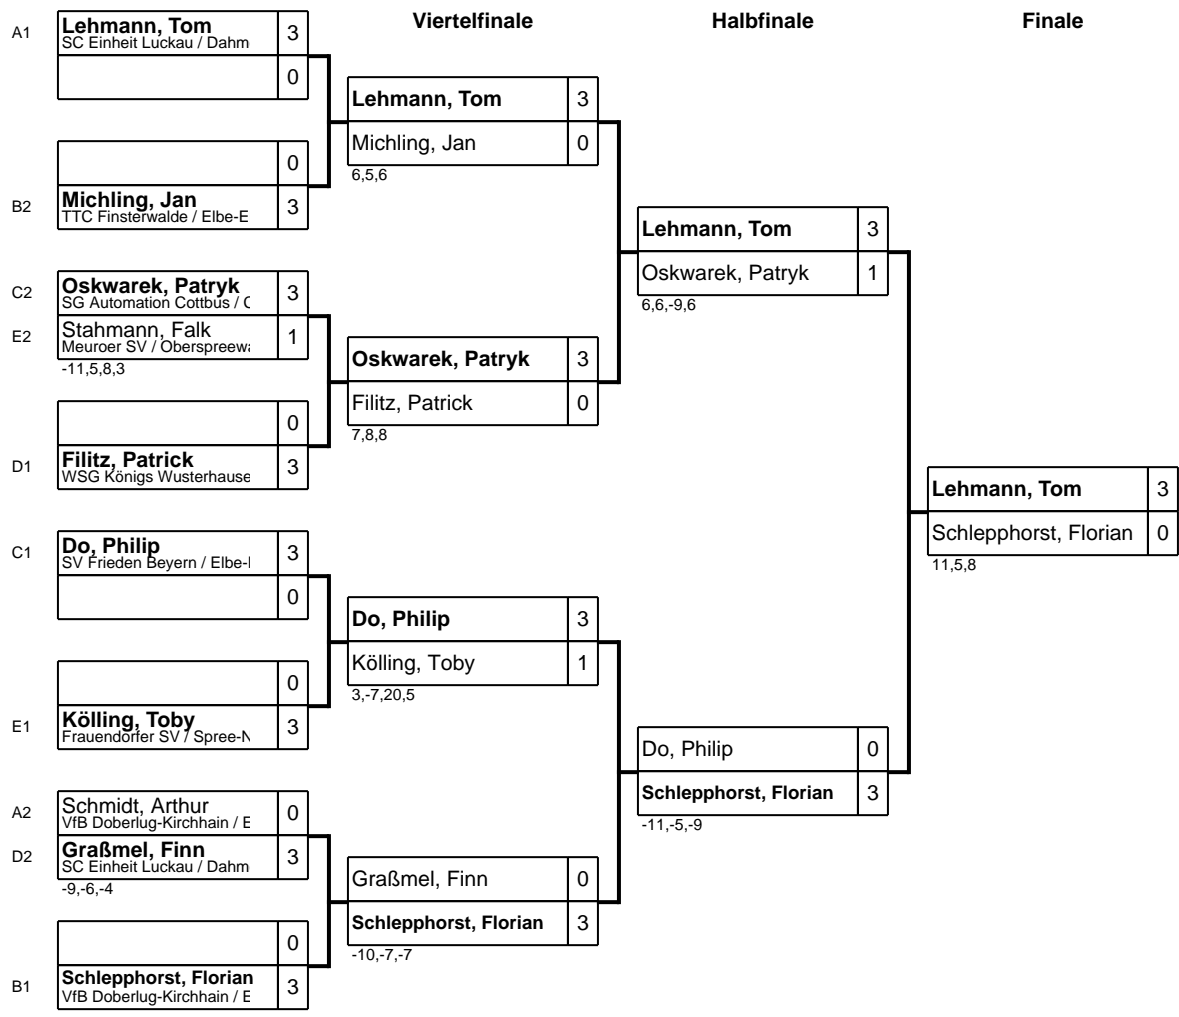 Viertelfinale
Halbfinale
Finale
A1
Lehmann, Tom
3
SC Einheit Luckau / Dahm
0
0
B2
Michling, Jan
3
TTC Finsterwalde / Elbe-E
C2
Oskwarek, Patryk
3
SG Automation Cottbus /
E2
Stahmann, Falk
1
Meuroer SV / Oberspreewa
-11,5,8,3
0
D1
Filitz, Patrick
3
WSG Königs Wusterhause
C1
Do, Philip
3
SV Frieden Beyern / Elbe-
0
0
E1
Kölling, Toby
3
Frauendorfer SV / Spree-N
A2
Schmidt, Arthur
0
VfB Doberlug-Kirchhain / E
D2
Graßmel, Finn
3
SC Einheit Luckau / Dahm
-9,-6,-4
0
B1
Schlepphorst, Florian
3
VfB Doberlug-Kirchhain / E
Lehmann, Tom
3
Michling, Jan
0
6,5,6
Oskwarek, Patryk
3
Filitz, Patrick
0
7,8,8
Do, Philip
3
Kölling, Toby
1
3,-7,20,5
Graßmel, Finn
0
Schlepphorst, Florian
3
-10,-7,-7
Lehmann, Tom
3
Oskwarek, Patryk
1
6,6,-9,6
Do, Philip
0
Schlepphorst, Florian
3
-11,-5,-9
Lehmann, Tom
3
Schlepphorst, Florian
0
11,5,8